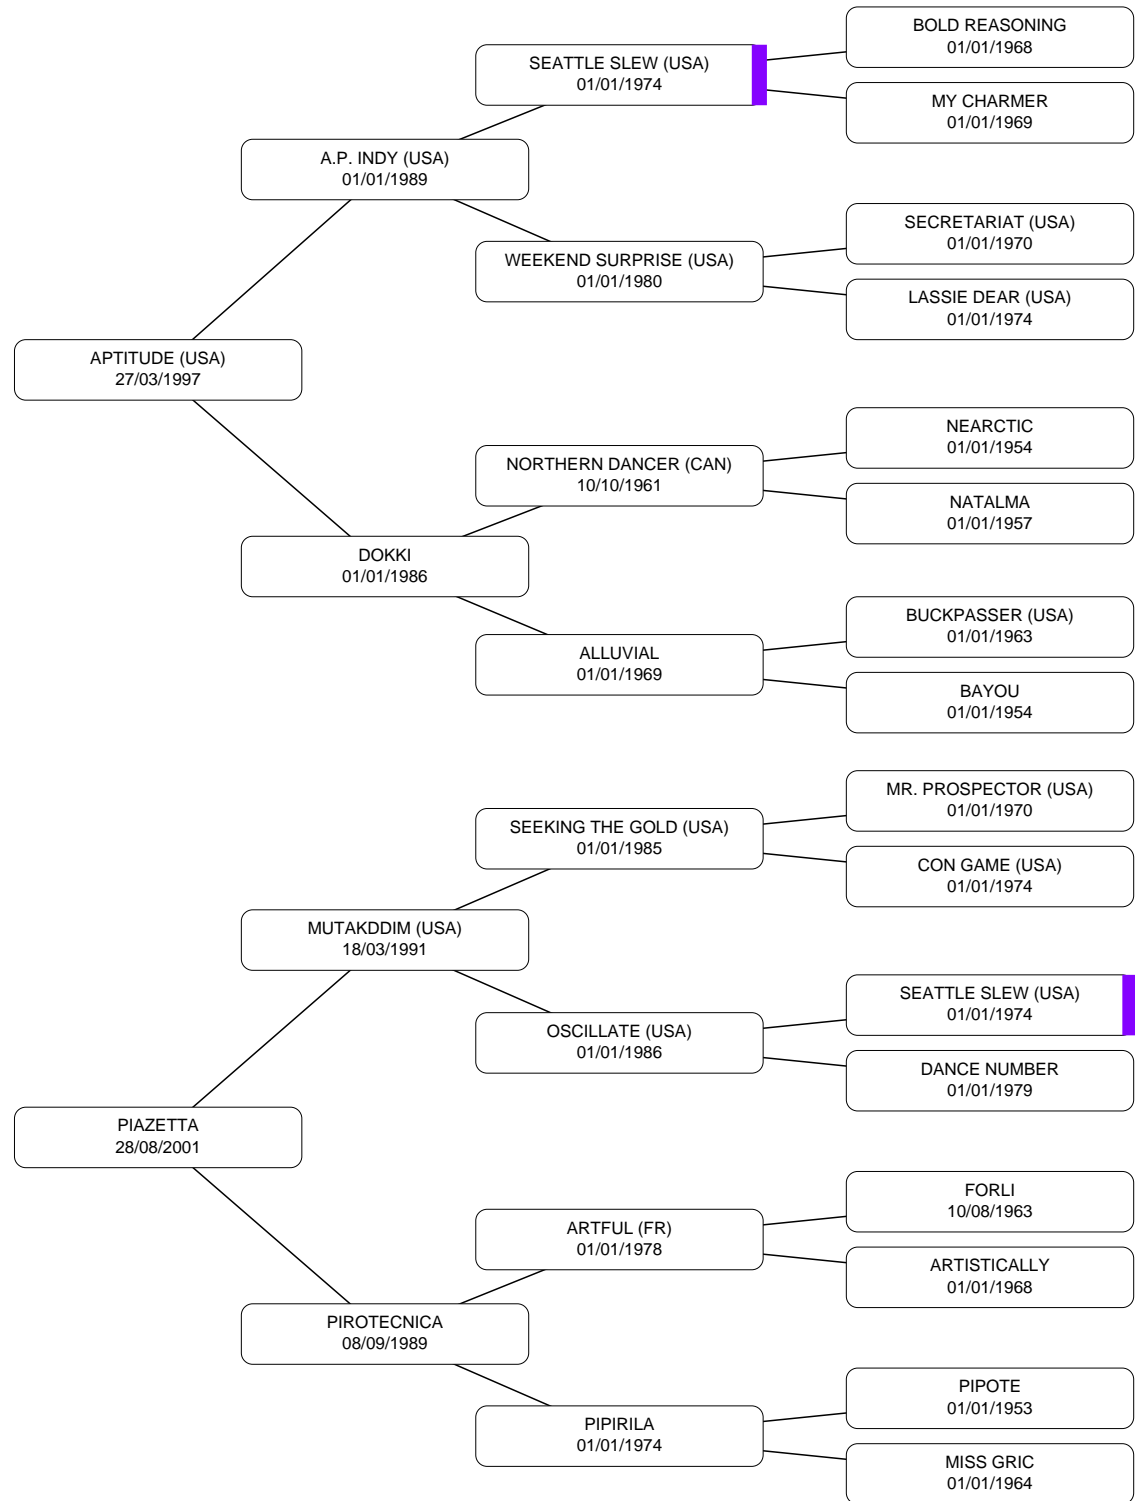 BOLD REASONING
01/01/1968
SEATTLE SLEW (USA)
01/01/1974
MY CHARMER
01/01/1969
A.P. INDY (USA)
01/01/1989
SECRETARIAT (USA)
01/01/1970
WEEKEND SURPRISE (USA)
01/01/1980
LASSIE DEAR (USA)
01/01/1974
APTITUDE (USA)
27/03/1997
NEARCTIC
01/01/1954
NORTHERN DANCER (CAN)
10/10/1961
NATALMA
01/01/1957
DOKKI
01/01/1986
BUCKPASSER (USA)
01/01/1963
ALLUVIAL
01/01/1969
BAYOU
01/01/1954
MR. PROSPECTOR (USA)
01/01/1970
SEEKING THE GOLD (USA)
01/01/1985
CON GAME (USA)
01/01/1974
MUTAKDDIM (USA)
18/03/1991
SEATTLE SLEW (USA)
01/01/1974
OSCILLATE (USA)
01/01/1986
DANCE NUMBER
01/01/1979
PIAZETTA
28/08/2001
FORLI
10/08/1963
ARTFUL (FR)
01/01/1978
ARTISTICALLY
01/01/1968
PIROTECNICA
08/09/1989
PIPOTE
01/01/1953
PIPIRILA
01/01/1974
MISS GRIC
01/01/1964